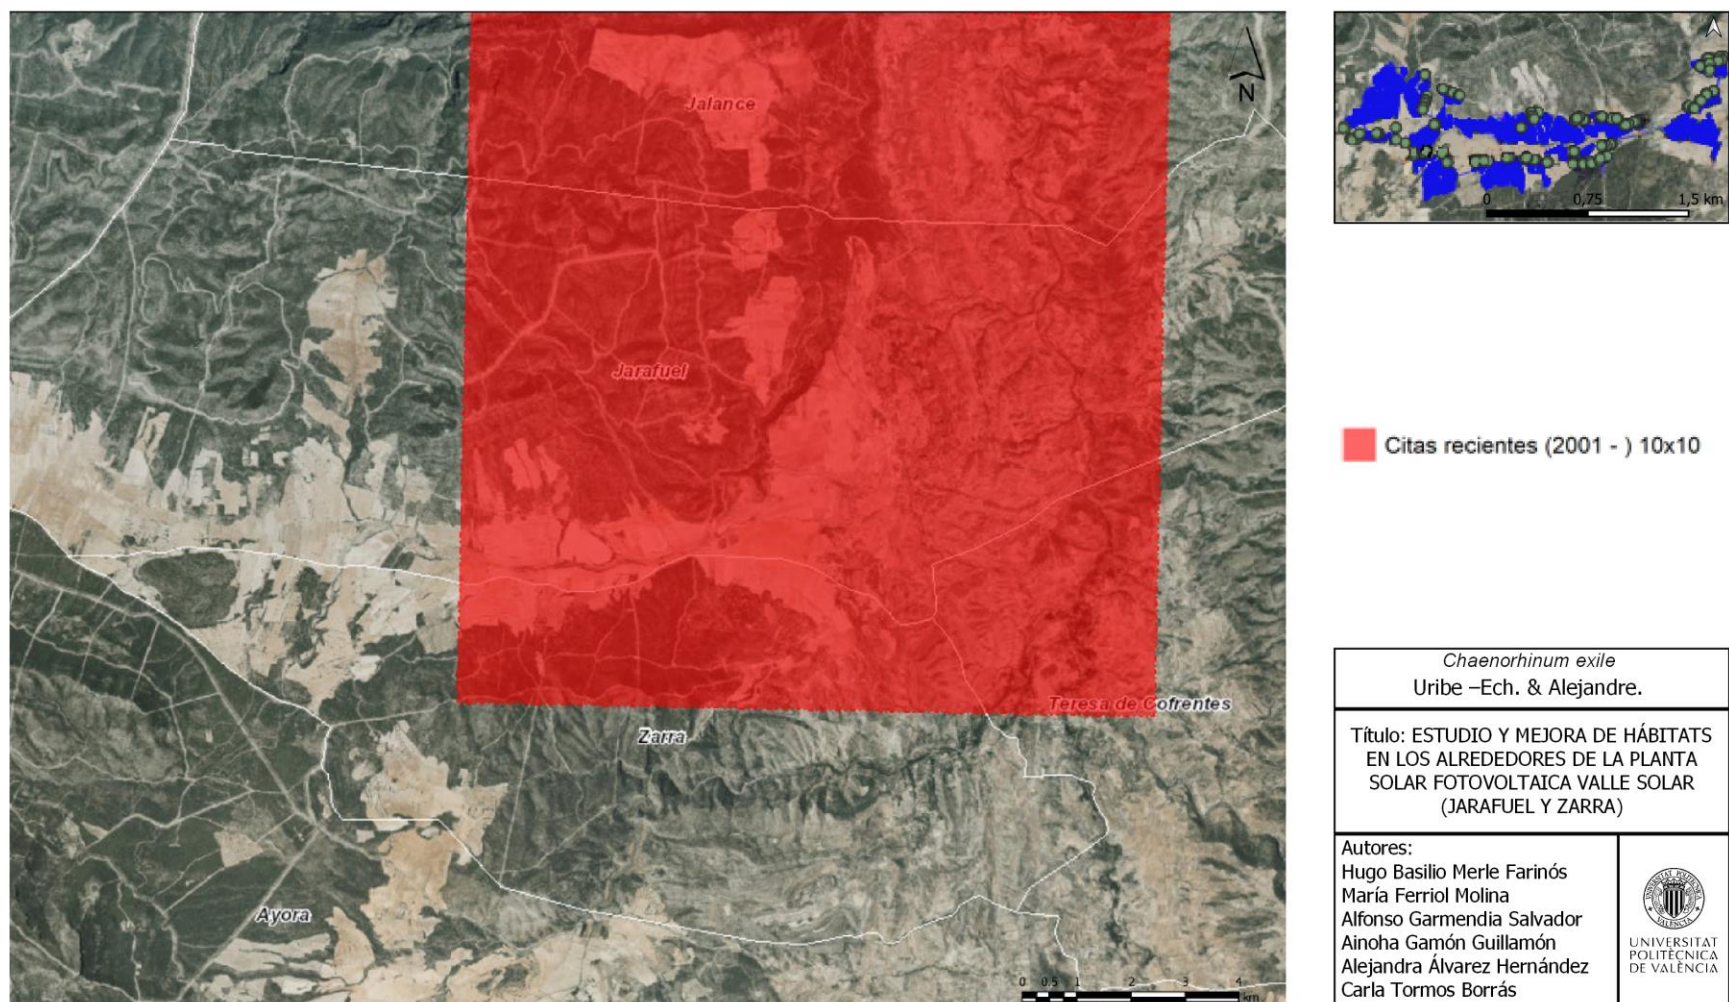 Jalance
Jarafuel
Teresa de Cofrentes
Zarra
Ayora
N
0 0.5 1 2 3 4
km
0 0,75 1,5 km
Citas recientes (2001 - ) 10x10
Chaenorhinum exile
Uribe –Ech. & Alejandre.
Título: ESTUDIO Y MEJORA DE HÁBITATS
EN LOS ALREDEDORES DE LA PLANTA
SOLAR FOTOVOLTAICA VALLE SOLAR
(JARAFUEL Y ZARRA)
Autores:
Hugo Basilio Merle Farinós
María Ferriol Molina
Alfonso Garmendia Salvador
Ainoha Gamón Guillamón
Alejandra Álvarez Hernández
Carla Tormos Borrás
UNIVERSITAT
POLITÈCNICA
DE VALÈNCIA